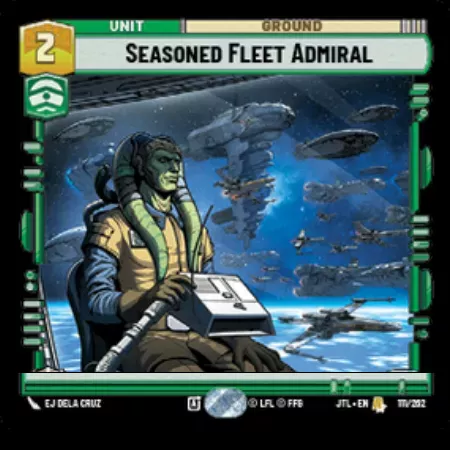 2
UNIT
GROUND
SEASONED FLEET ADMIRAL
EJ DELA CRUZ
© LFL © FFG
JTL • EN
111/262